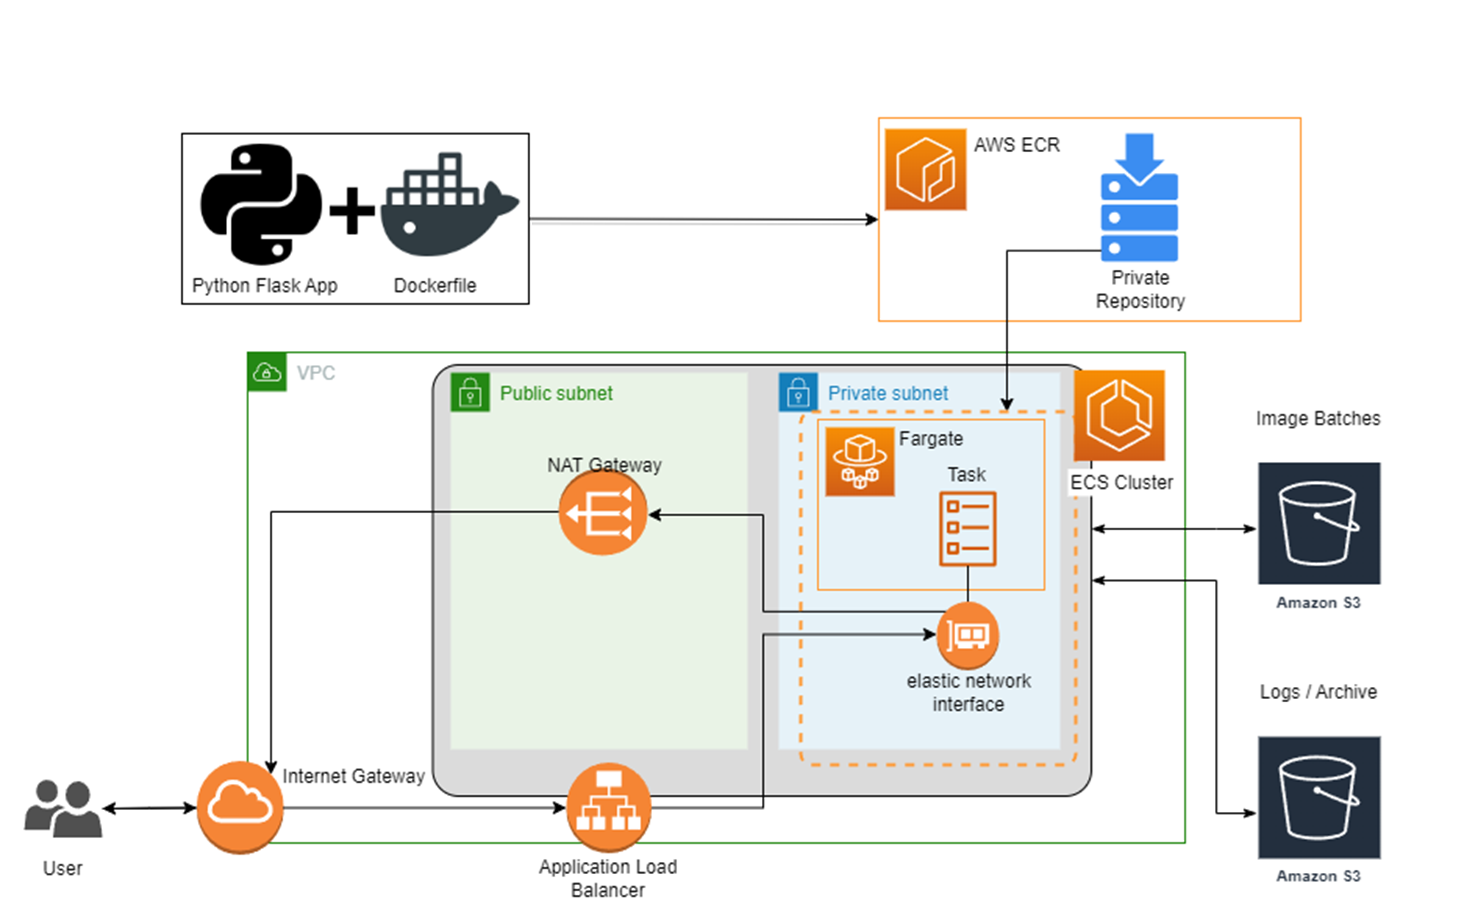 AWS ECR
Python Flask App
Dockerfile
Private
Repository
VPC
Public subnet
Private subnet
Fargate
Image Batches
NAT Gateway
Task
ECS Cluster
Amazon S3
elastic network
interface
Logs / Archive
Internet Gateway
User
Application Load
Balancer
Amazon S3